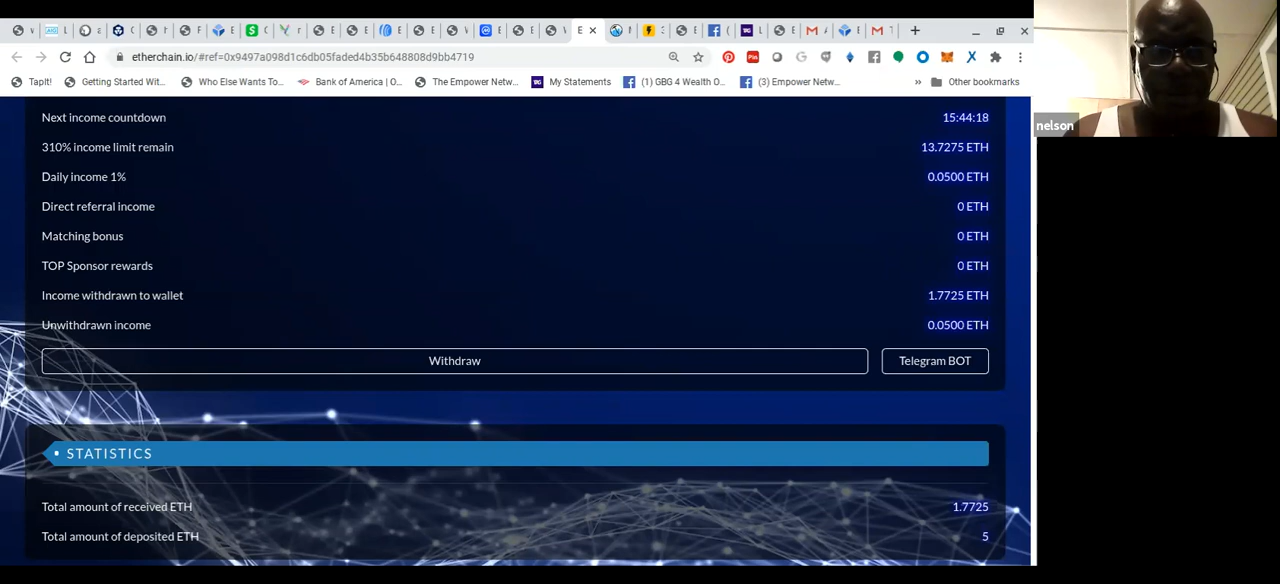 etherchain.io/#ref=0x9497a098d1c6db05faded4b35b648808d9bb4719
Tapit!
Getting Started Wit...
Who Else Wants T...
Bank of America | O...
The Empower Netw...
My Statements
(1) GBG 4 Wealth O...
(3) Empower Netw...
»
Other bookmarks
nelson
Next income countdown 15:44:18
310% income limit remain 13.7275 ETH
Daily income 1% 0.0500 ETH
Direct referral income 0 ETH
Matching bonus 0 ETH
TOP Sponsor rewards 0 ETH
Income withdrawn to wallet 1.7725 ETH
Unwithdrawn income 0.0500 ETH
Withdraw Telegram BOT
• STATISTICS
Total amount of received ETH 1.7725
Total amount of deposited ETH 5